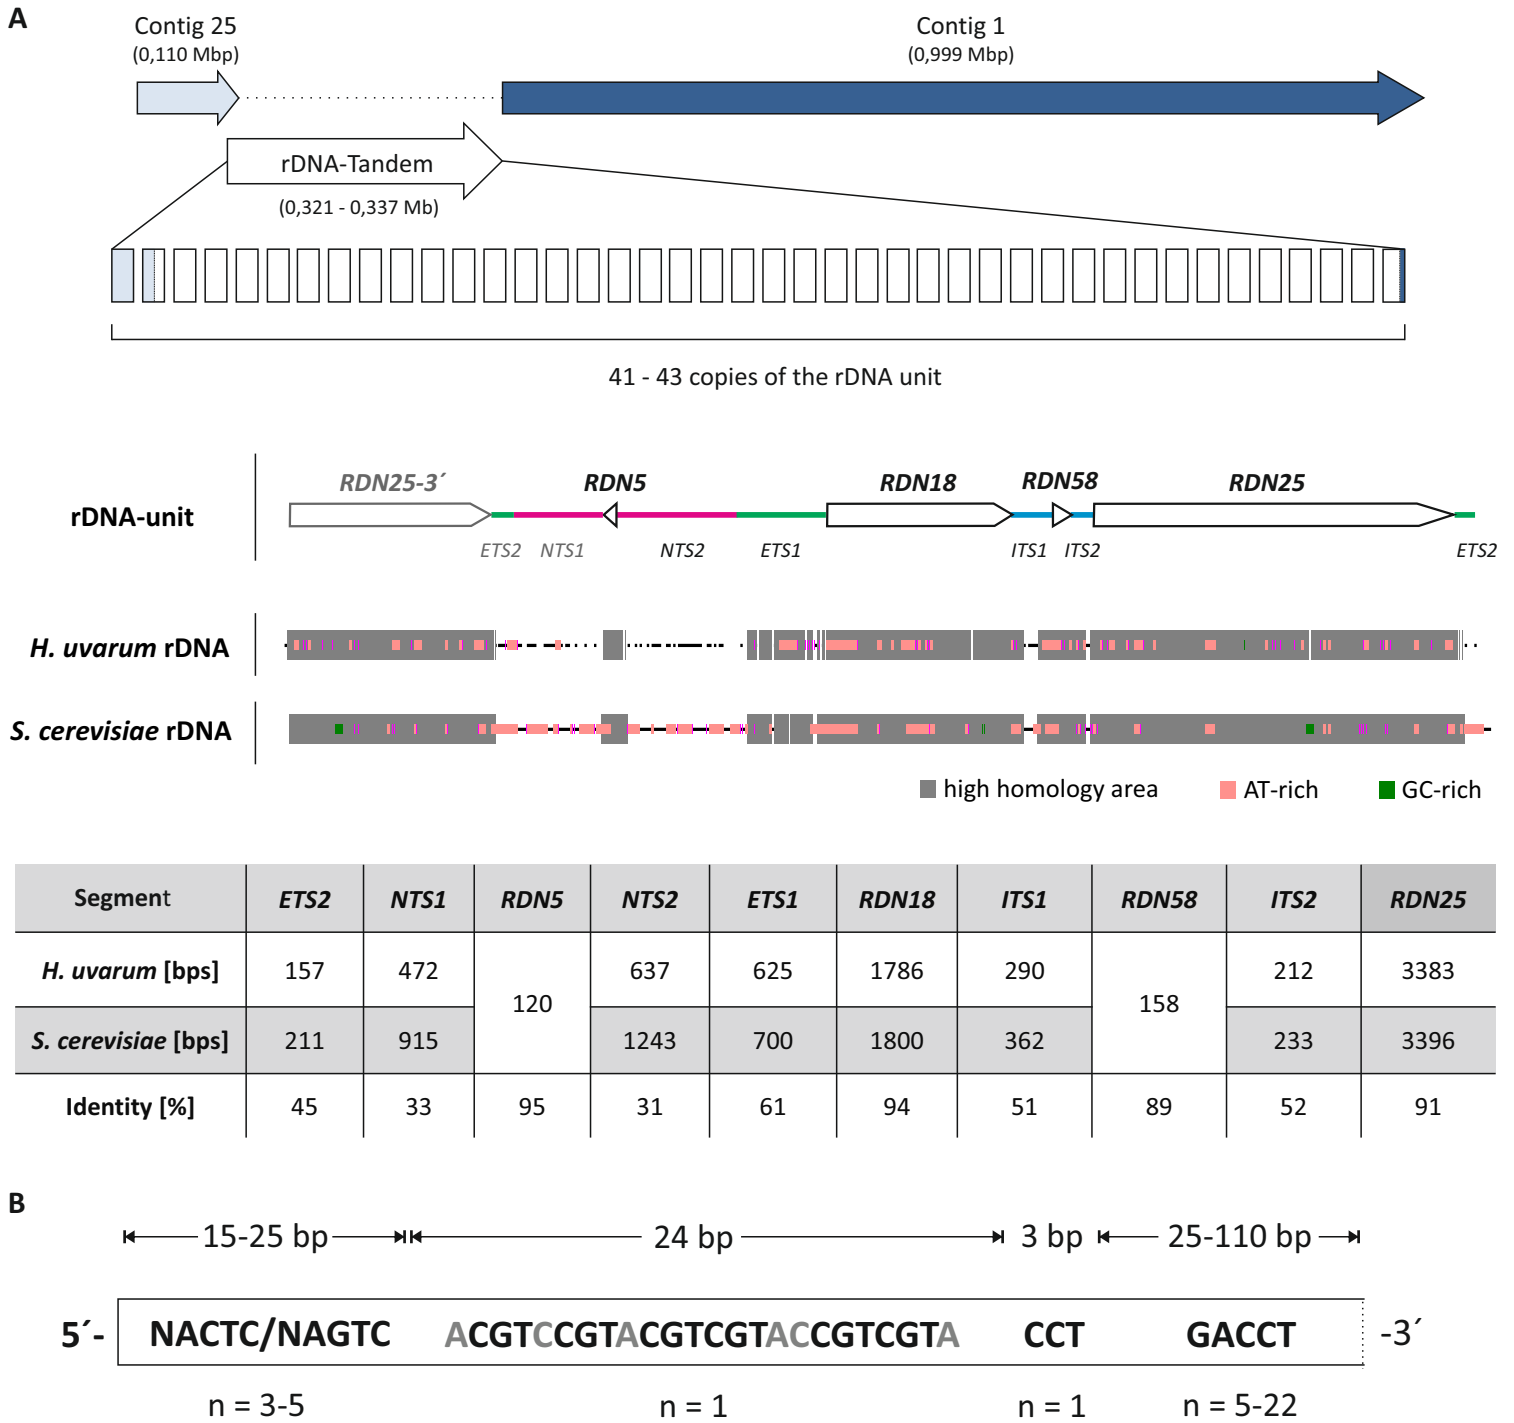 A
Contig 25
(0,110 Mbp)
Contig 1
(0,999 Mbp)
rDNA-Tandem
(0,321 - 0,337 Mb)
41 - 43 copies of the rDNA unit
RDN25-3´ RDN5 RDN18 RDN58 RDN25
rDNA-unit
ETS2 NTS1 NTS2 ETS1 ITS1 ITS2 ETS2
H. uvarum rDNA
S. cerevisiae rDNA
high homology area AT-rich GC-rich
Segment ETS2 NTS1 RDN5 NTS2 ETS1 RDN18 ITS1 RDN58 ITS2 RDN25
H. uvarum [bps] 157 472 637 625 1786 290 212 3383
120 158
S. cerevisiae [bps] 211 915 1243 700 1800 362 233 3396
Identity [%] 45 33 95 31 61 94 51 89 52 91
B
15-25 bp 24 bp 3 bp 25-110 bp
5´- NACTC/NAGTC ACGTCCGTACGTCGTACCGTCGTA CCT GACCT -3´
n = 3-5 n = 1 n = 1 n = 5-22